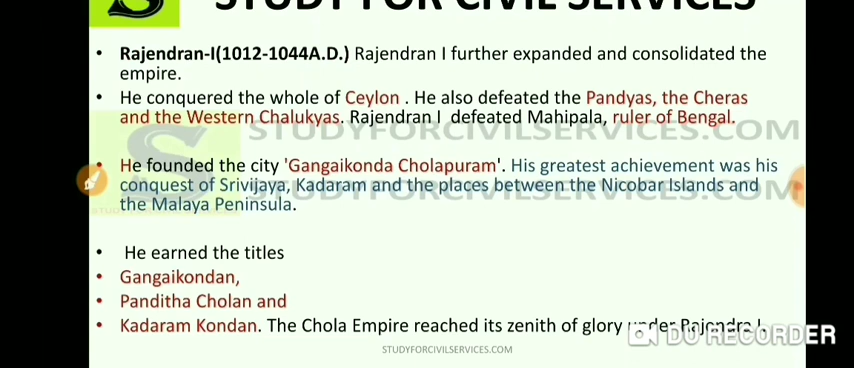 STUDY FOR CIVIL SERVICES
• Rajendran-I(1012-1044A.D.) Rajendran I further expanded and consolidated the
empire.
• He conquered the whole of Ceylon . He also defeated the Pandyas, the Cheras
and the Western Chalukyas. Rajendran I defeated Mahipala, ruler of Bengal.
STUDYFORCIVILSERVICES.COM
• He founded the city 'Gangaikonda Cholapuram'. His greatest achievement was his
conquest of Srivijaya, Kadaram and the places between the Nicobar Islands and
STUDYFORCIVILSERVICES.COM
the Malaya Peninsula.
• He earned the titles
• Gangaikondan,
• Panditha Cholan and
• Kadaram Kondan. The Chola Empire reached its zenith of glory under Rajendra I.
DU RECORDER
STUDYFORCIVILSERVICES.COM